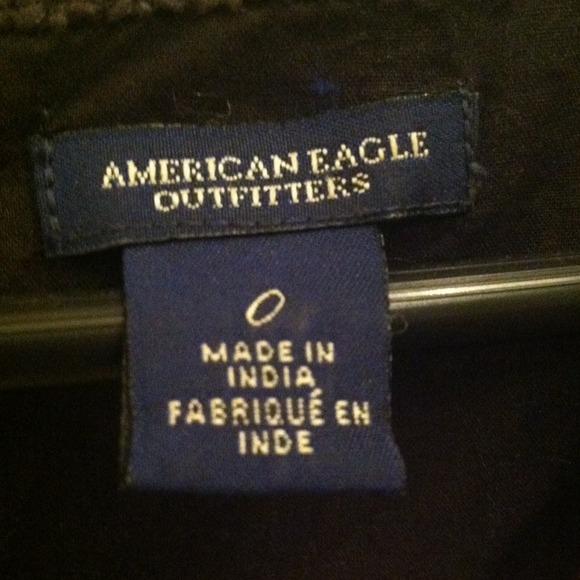 AMERICAN EAGLE
OUTFITTERS
0
MADE IN
INDIA
FABRIQUÉ EN
INDE